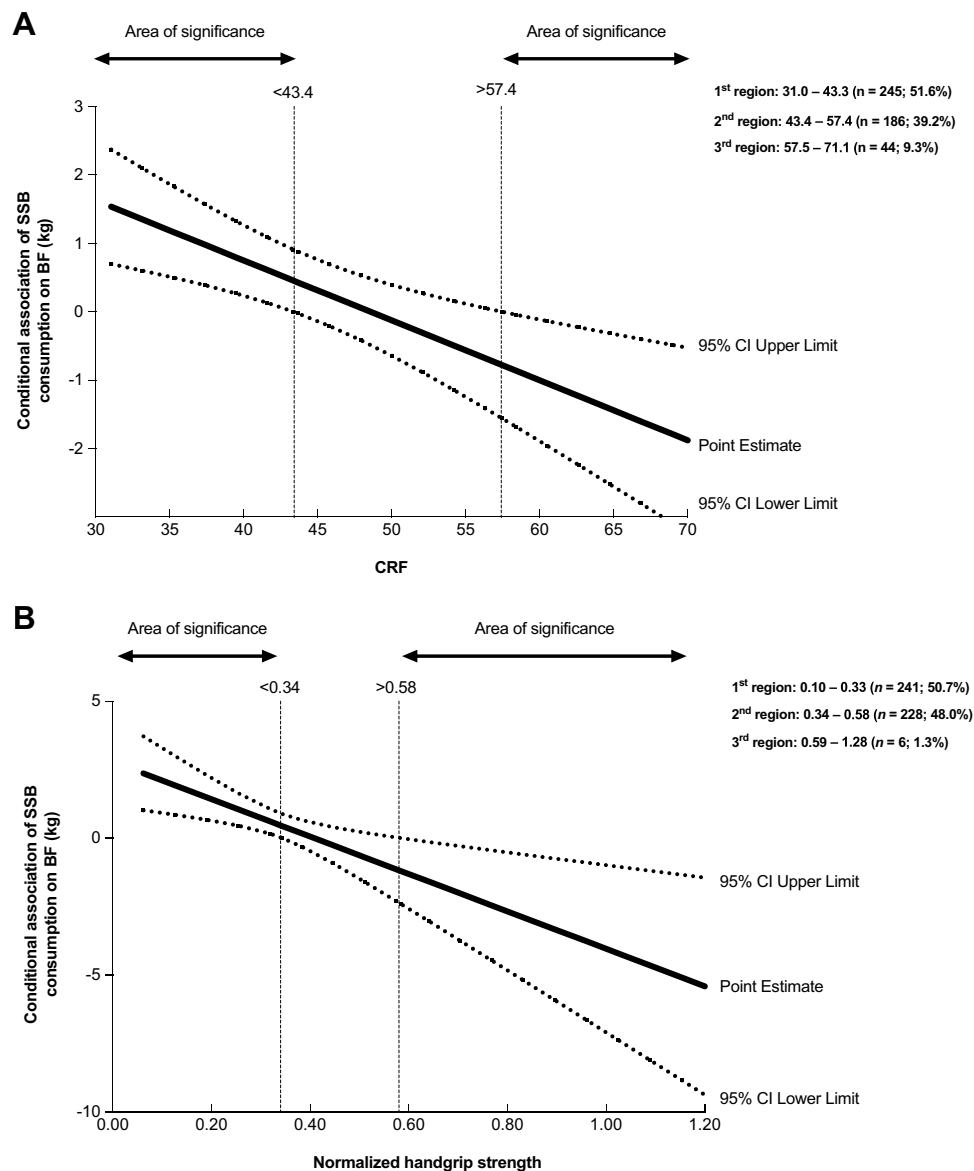 A
Area of significance
Area of significance
<43.4
>57.4
1st region: 31.0 – 43.3 (n = 245; 51.6%)
2nd region: 43.4 – 57.4 (n = 186; 39.2%)
3rd region: 57.5 – 71.1 (n = 44; 9.3%)
Conditional association of SSB
consumption on BF (kg)
3
2
1
0
-1
-2
95% CI Upper Limit
Point Estimate
95% CI Lower Limit
30 35 40 45 50 55 60 65 70
CRF
B
Area of significance
Area of significance
<0.34
>0.58
1st region: 0.10 – 0.33 (n = 241; 50.7%)
2nd region: 0.34 – 0.58 (n = 228; 48.0%)
3rd region: 0.59 – 1.28 (n = 6; 1.3%)
Conditional association of SSB
consumption on BF (kg)
5
0
-5
-10
95% CI Upper Limit
Point Estimate
95% CI Lower Limit
0.00 0.20 0.40 0.60 0.80 1.00 1.20
Normalized handgrip strength